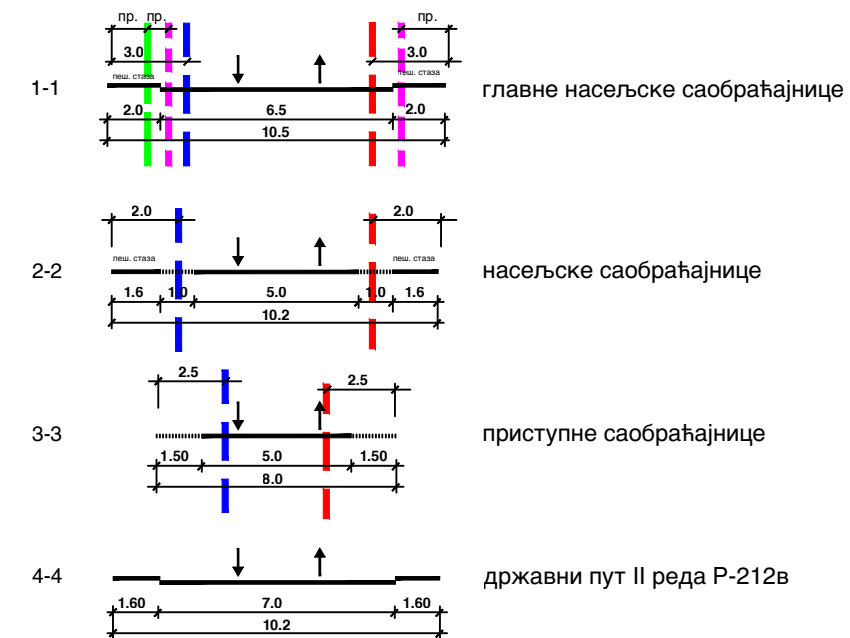 пр. пр. пр.
3.0 3.0
пеш. стаза пеш. стаза
1-1 главне насељске саобраћајнице
2.0 6.5 2.0
10.5
2.0 2.0
пеш. стаза пеш. стаза
2-2 насељске саобраћајнице
1.6 1.0 5.0 1.0 1.6
10.2
2.5 2.5
3-3 приступне саобраћајнице
1.50 5.0 1.50
8.0
4-4 државни пут II реда Р-212в
1.60 7.0 1.60
10.2